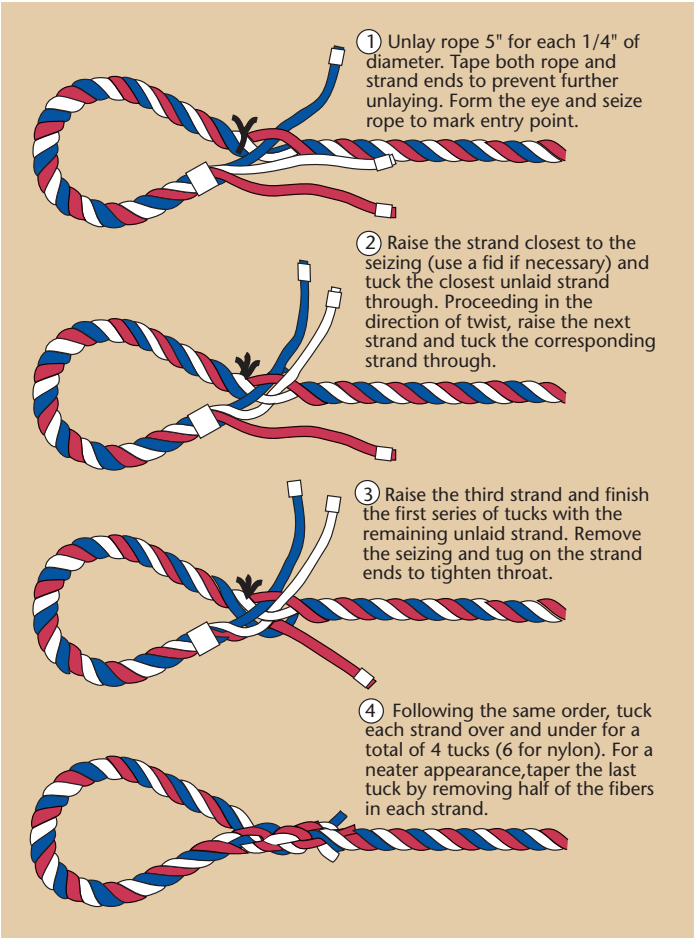 1 Unlay rope 5" for each 1/4" of
diameter. Tape both rope and
strand ends to prevent further
unlaying. Form the eye and seize
rope to mark entry point.
2 Raise the strand closest to the
seizing (use a fid if necessary) and
tuck the closest unlaid strand
through. Proceeding in the
direction of twist, raise the next
strand and tuck the corresponding
strand through.
3 Raise the third strand and finish
the first series of tucks with the
remaining unlaid strand. Remove
the seizing and tug on the strand
ends to tighten throat.
4 Following the same order, tuck
each strand over and under for a
total of 4 tucks (6 for nylon). For a
neater appearance,taper the last
tuck by removing half of the fibers
in each strand.